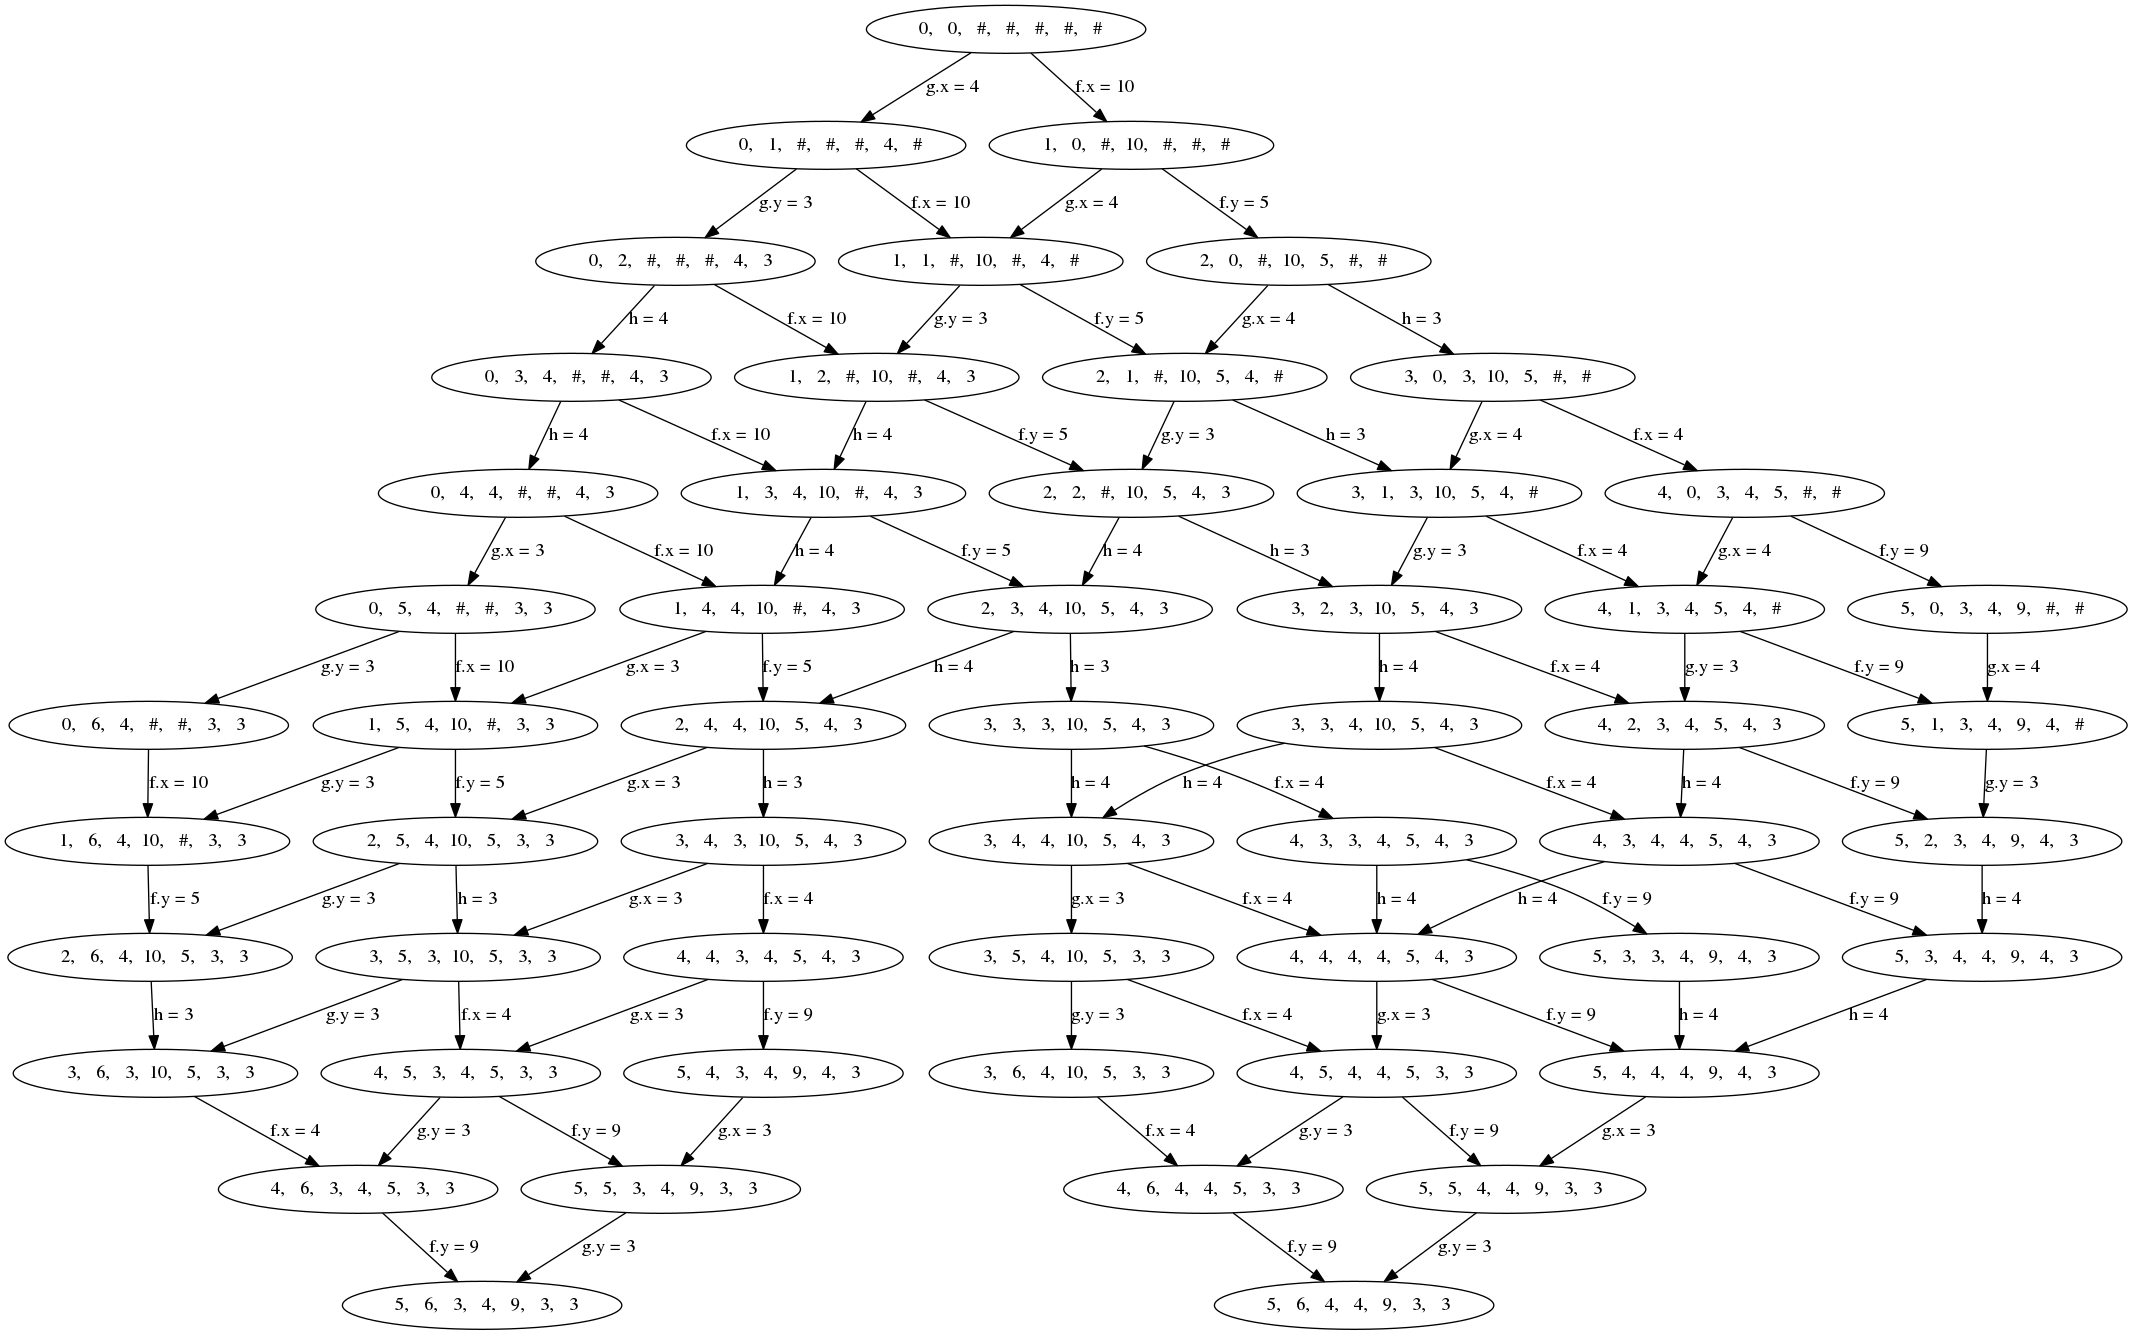 0, 0, #, #, #, #, #
g.x = 4 f.x = 10
0, 1, #, #, #, 4, # 1, 0, #, 10, #, #, #
g.y = 3 f.x = 10 g.x = 4 f.y = 5
0, 2, #, #, #, 4, 3 1, 1, #, 10, #, 4, # 2, 0, #, 10, 5, #, #
h = 4 f.x = 10 g.y = 3 f.y = 5 g.x = 4 h = 3
0, 3, 4, #, #, 4, 3 1, 2, #, 10, #, 4, 3 2, 1, #, 10, 5, 4, # 3, 0, 3, 10, 5, #, #
h = 4 f.x = 10 h = 4 f.y = 5 g.y = 3 h = 3 g.x = 4 f.x = 4
0, 4, 4, #, #, 4, 3 1, 3, 4, 10, #, 4, 3 2, 2, #, 10, 5, 4, 3 3, 1, 3, 10, 5, 4, # 4, 0, 3, 4, 5, #, #
g.x = 3 f.x = 10 h = 4 f.y = 5 h = 4 h = 3 g.y = 3 f.x = 4 g.x = 4 f.y = 9
0, 5, 4, #, #, 3, 3 1, 4, 4, 10, #, 4, 3 2, 3, 4, 10, 5, 4, 3 3, 2, 3, 10, 5, 4, 3 4, 1, 3, 4, 5, 4, # 5, 0, 3, 4, 9, #, #
g.y = 3 f.x = 10 g.x = 3 f.y = 5 h = 4 h = 3 h = 4 f.x = 4 g.y = 3 f.y = 9 g.x = 4
0, 6, 4, #, #, 3, 3 1, 5, 4, 10, #, 3, 3 2, 4, 4, 10, 5, 4, 3 3, 3, 3, 10, 5, 4, 3 3, 3, 4, 10, 5, 4, 3 4, 2, 3, 4, 5, 4, 3 5, 1, 3, 4, 9, 4, #
f.x = 10 g.y = 3 f.y = 5 g.x = 3 h = 3 h = 4 h = 4 f.x = 4 f.x = 4 h = 4 f.y = 9 g.y = 3
1, 6, 4, 10, #, 3, 3 2, 5, 4, 10, 5, 3, 3 3, 4, 3, 10, 5, 4, 3 3, 4, 4, 10, 5, 4, 3 4, 3, 3, 4, 5, 4, 3 4, 3, 4, 4, 5, 4, 3 5, 2, 3, 4, 9, 4, 3
f.y = 5 g.y = 3 h = 3 g.x = 3 f.x = 4 g.x = 3 f.x = 4 h = 4 h = 4 f.y = 9 f.y = 9 h = 4
2, 6, 4, 10, 5, 3, 3 3, 5, 3, 10, 5, 3, 3 4, 4, 3, 4, 5, 4, 3 3, 5, 4, 10, 5, 3, 3 4, 4, 4, 4, 5, 4, 3 5, 3, 3, 4, 9, 4, 3 5, 3, 4, 4, 9, 4, 3
h = 3 g.y = 3 f.x = 4 g.x = 3 f.y = 9 g.y = 3 f.x = 4 g.x = 3 f.y = 9 h = 4 h = 4
3, 6, 3, 10, 5, 3, 3 4, 5, 3, 4, 5, 3, 3 5, 4, 3, 4, 9, 4, 3 3, 6, 4, 10, 5, 3, 3 4, 5, 4, 4, 5, 3, 3 5, 4, 4, 4, 9, 4, 3
f.x = 4 g.y = 3 f.y = 9 g.x = 3 f.x = 4 g.y = 3 f.y = 9 g.x = 3
4, 6, 3, 4, 5, 3, 3 5, 5, 3, 4, 9, 3, 3 4, 6, 4, 4, 5, 3, 3 5, 5, 4, 4, 9, 3, 3
f.y = 9 g.y = 3 f.y = 9 g.y = 3
5, 6, 3, 4, 9, 3, 3 5, 6, 4, 4, 9, 3, 3